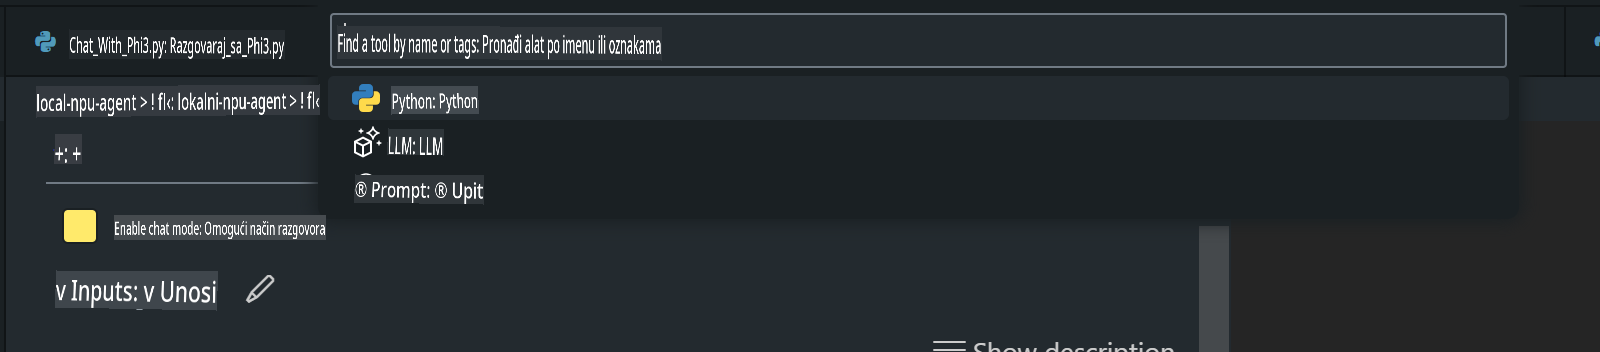 Chat_With_Phi3.py: Razgovaraj_sa_Phi3.py
Find a tool by name or tags: Pronađi alat po imenu ili oznakama
Python: Python
LLM: LLM
® Prompt: ® Upit
local-npu-agent > ! fl‹: lokalni-npu-agent > ! fl‹
+: +
Enable chat mode: Omogući način razgovora
v Inputs: v Unosi
Show description